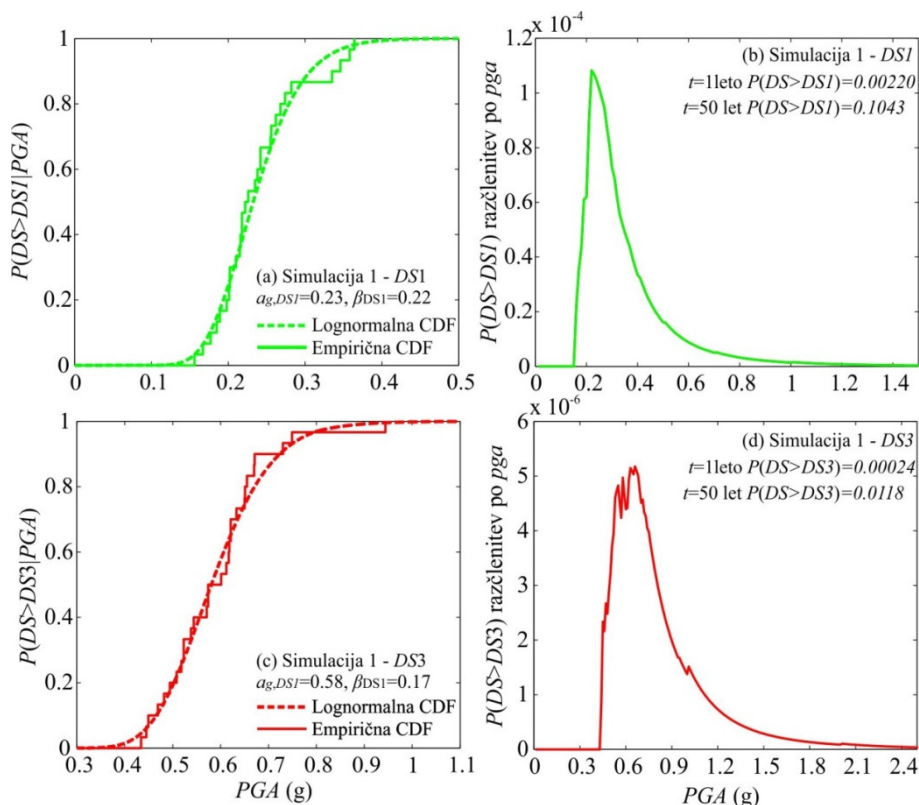 P(DS>DS1|PGA)
1
0.8
0.6
0.4
0.2
0
0 0.1 0.2 0.3 0.4 0.5
(a) Simulacija 1 - DS1
a_g,DS1=0.23, β_DS1=0.22
Lognormalna CDF
Empirična CDF
P(DS>DS1) razčlenitev po pga
1.2 x 10^-4
1
0.8
0.6
0.4
0.2
0
0 0.2 0.4 0.6 0.8 1 1.2 1.4
(b) Simulacija 1 - DS1
t=1leto P(DS>DS1)=0.00220
t=50 let P(DS>DS1)=0.1043
P(DS>DS3|PGA)
1
0.8
0.6
0.4
0.2
0
0.3 0.4 0.5 0.6 0.7 0.8 0.9 1 1.1
PGA (g)
(c) Simulacija 1 - DS3
a_g,DS1=0.58, β_DS1=0.17
Lognormalna CDF
Empirična CDF
P(DS>DS3) razčlenitev po pga
x 10^-6
6
5
4
3
2
1
0
0 0.3 0.6 0.9 1.2 1.5 1.8 2.1 2.4
PGA (g)
(d) Simulacija 1 - DS3
t=1leto P(DS>DS3)=0.00024
t=50 let P(DS>DS3)=0.0118